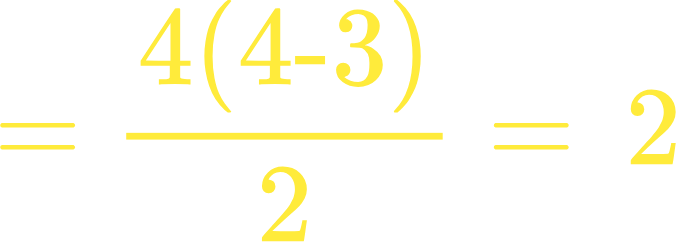 = 4(4-3)/2 = 2